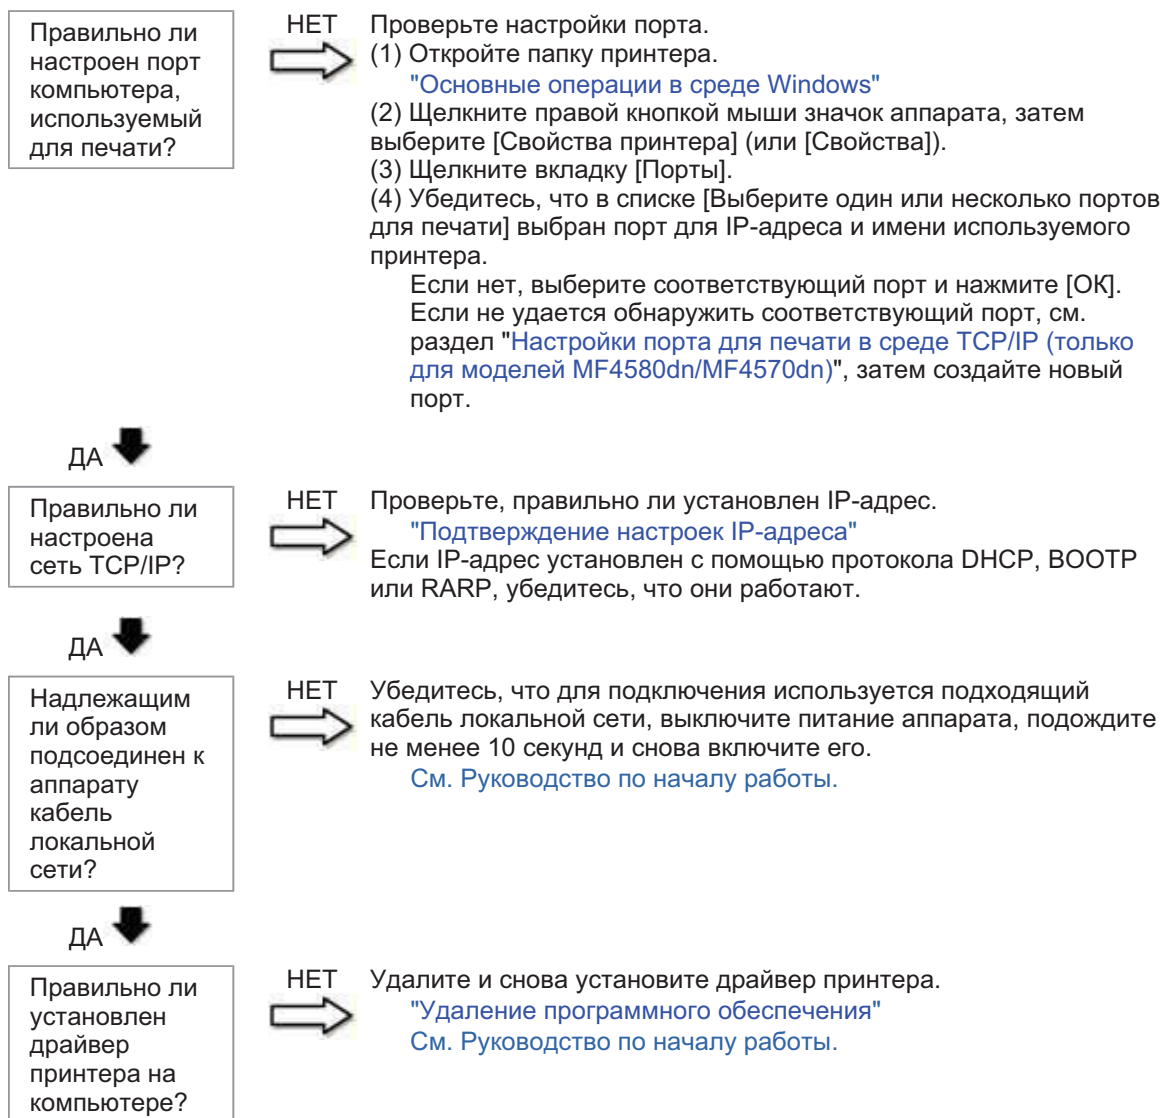 Правильно ли
настроен порт
компьютера,
используемый
для печати?
НЕТ
Проверьте настройки порта.
(1) Откройте папку принтера.
"Основные операции в среде Windows"
(2) Щелкните правой кнопкой мыши значок аппарата, затем
выберите [Свойства принтера] (или [Свойства]).
(3) Щелкните вкладку [Порты].
(4) Убедитесь, что в списке [Выберите один или несколько портов
для печати] выбран порт для IP-адреса и имени используемого
принтера.
Если нет, выберите соответствующий порт и нажмите [ОК].
Если не удается обнаружить соответствующий порт, см.
раздел "Настройки порта для печати в среде TCP/IP (только
для моделей MF4580dn/MF4570dn)", затем создайте новый
порт.
ДА
Правильно ли
настроена
сеть TCP/IP?
НЕТ
Проверьте, правильно ли установлен IP-адрес.
"Подтверждение настроек IP-адреса"
Если IP-адрес установлен с помощью протокола DHCP, BOOTP
или RARP, убедитесь, что они работают.
ДА
Надлежащим
ли образом
подсоединен к
аппарату
кабель
локальной
сети?
НЕТ
Убедитесь, что для подключения используется подходящий
кабель локальной сети, выключите питание аппарата, подождите
не менее 10 секунд и снова включите его.
См. Руководство по началу работы.
ДА
Правильно ли
установлен
драйвер
принтера на
компьютере?
НЕТ
Удалите и снова установите драйвер принтера.
"Удаление программного обеспечения"
См. Руководство по началу работы.